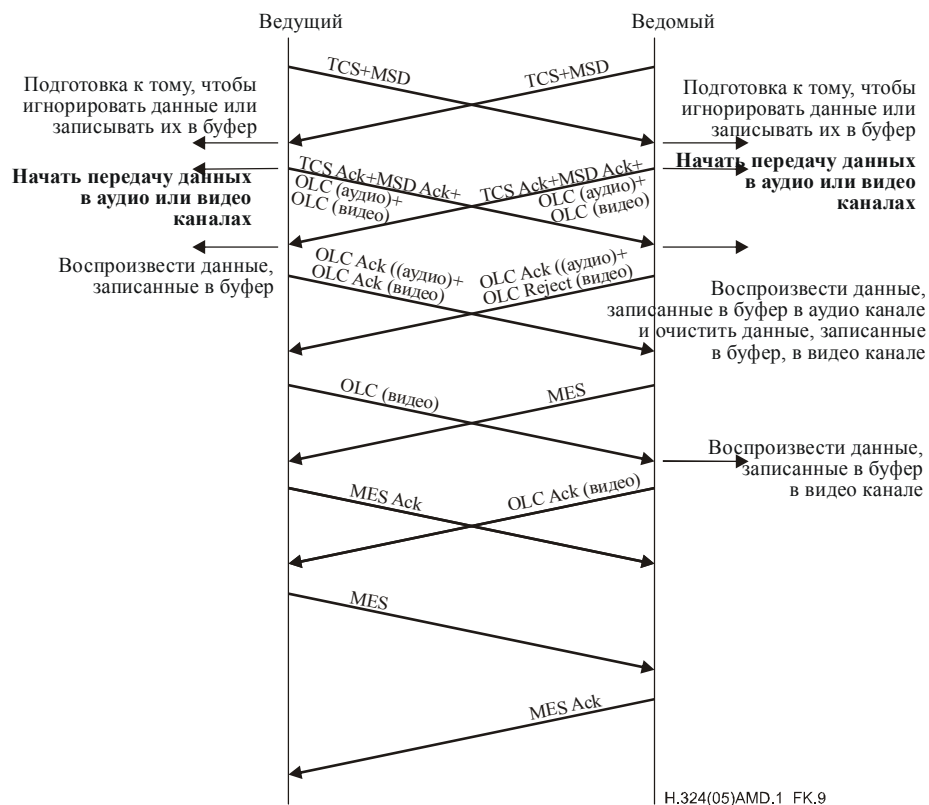 Ведущий
Ведомый
TCS+MSD
TCS+MSD
Подготовка к тому, чтобы
игнорировать данные или
записывать их в буфер
Подготовка к тому, чтобы
игнорировать данные или
записывать их в буфер
Начать передачу данных
в аудио или видео
каналах
TCS Ack+MSD Ack+
OLC (аудио)+
OLC (видео)
TCS Ack+MSD Ack+
OLC (аудио)+
OLC (видео)
Начать передачу данных
в аудио или видео
каналах
Воспроизвести данные,
записанные в буфер
OLC Ack ((аудио)+
OLC Ack (видео)
OLC Ack ((аудио)+
OLC Reject (видео)
Воспроизвести данные,
записанные в буфер в аудио канале
и очистить данные, записанные
в буфер, в видео канале
OLC (видео)
MES
Воспроизвести данные,
записанные в буфер
в видео канале
MES Ack
OLC Ack (видео)
MES
MES Ack
H.324(05)AMD.1_FK.9